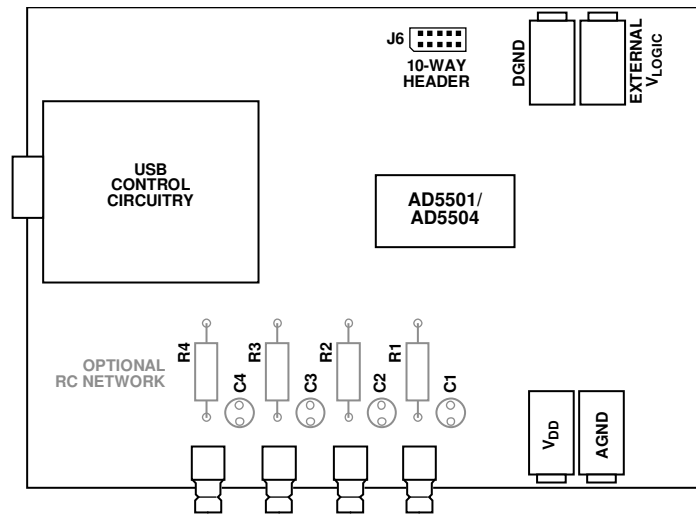 J6
10-WAY
HEADER
DGND
EXTERNAL
VLOGIC
USB
CONTROL
CIRCUITRY
AD5501/
AD5504
OPTIONAL
RC NETWORK
R4
C4
R3
C3
R2
C2
R1
C1
VDD
AGND